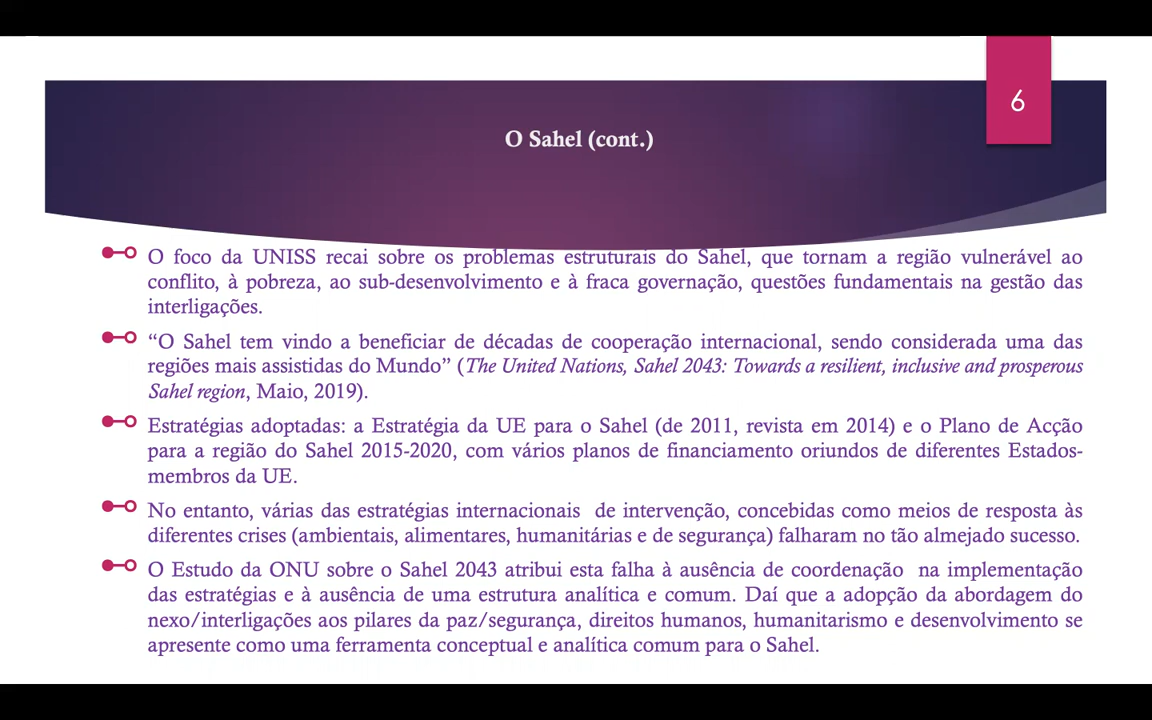 6
O Sahel (cont.)
O foco da UNISS recai sobre os problemas estruturais do Sahel, que tornam a região vulnerável ao
conflito, à pobreza, ao sub-desenvolvimento e à fraca governação, questões fundamentais na gestão das
interligações.
“O Sahel tem vindo a beneficiar de décadas de cooperação internacional, sendo considerada uma das
regiões mais assistidas do Mundo” (The United Nations, Sahel 2043: Towards a resilient, inclusive and prosperous
Sahel region, Maio, 2019).
Estratégias adoptadas: a Estratégia da UE para o Sahel (de 2011, revista em 2014) e o Plano de Acção
para a região do Sahel 2015-2020, com vários planos de financiamento oriundos de diferentes Estados-
membros da UE.
No entanto, várias das estratégias internacionais  de intervenção, concebidas como meios de resposta às
diferentes crises (ambientais, alimentares, humanitárias e de segurança) falharam no tão almejado sucesso.
O Estudo da ONU sobre o Sahel 2043 atribui esta falha à ausência de coordenação  na implementação
das estratégias e à ausência de uma estrutura analítica e comum. Daí que a adopção da abordagem do
nexo/interligações aos pilares da paz/segurança, direitos humanos, humanitarismo e desenvolvimento se
apresente como uma ferramenta conceptual e analítica comum para o Sahel.